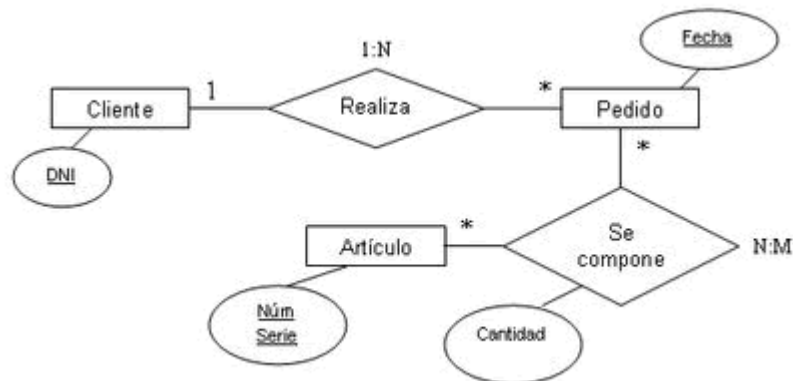 Fecha
1:N
Cliente
1
Realiza
*
Pedido
*
DNI
Artículo
*
Se
compone
N:M
Núm
Serie
Cantidad